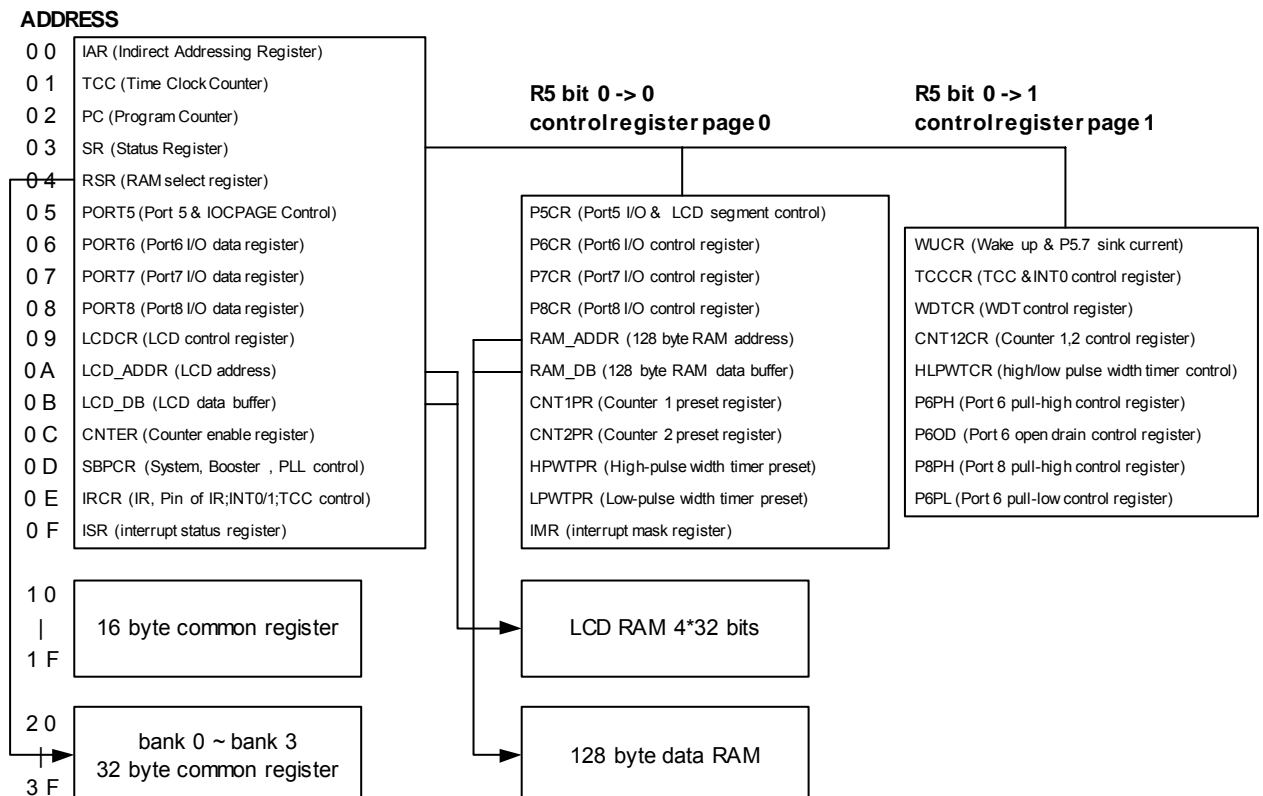 ADDRESS
0 0 IAR (Indirect Addressing Register)
0 1 TCC (Time Clock Counter)
0 2 PC (Program Counter)
0 3 SR (Status Register)
0 4 RSR (RAM select register)
0 5 PORT5 (Port 5 & IOCPAGE Control)
0 6 PORT6 (Port6 I/O data register)
0 7 PORT7 (Port7 I/O data register)
0 8 PORT8 (Port8 I/O data register)
0 9 LCDCR (LCD control register)
0 A LCD_ADDR (LCD address)
0 B LCD_DB (LCD data buffer)
0 C CNTER (Counter enable register)
0 D SBPCR (System, Booster , PLL control)
0 E IRCR (IR, Pin of IR;INT0/1;TCC control)
0 F ISR (interrupt status register)
R5 bit 0 -> 0
control register page 0
P5CR (Port5 I/O & LCD segment control)
P6CR (Port6 I/O control register)
P7CR (Port7 I/O control register)
P8CR (Port8 I/O control register)
RAM_ADDR (128 byte RAM address)
RAM_DB (128 byte RAM data buffer)
CNT1PR (Counter 1 preset register)
CNT2PR (Counter 2 preset register)
HPWTPR (High-pulse width timer preset)
LPWTPR (Low-pulse width timer preset)
IMR (interrupt mask register)
R5 bit 0 -> 1
control register page 1
WUCR (Wake up & P5.7 sink current)
TCCCR (TCC & INT0 control register)
WDTCR (WDT control register)
CNT12CR (Counter 1,2 control register)
HLPWTCR (high/low pulse width timer control)
P6PH (Port 6 pull-high control register)
P6OD (Port 6 open drain control register)
P8PH (Port 8 pull-high control register)
P6PL (Port 6 pull-low control register)
1 0
|
1 F
16 byte common register
LCD RAM 4*32 bits
2 0
|
3 F
bank 0 ~ bank 3
32 byte common register
128 byte data RAM